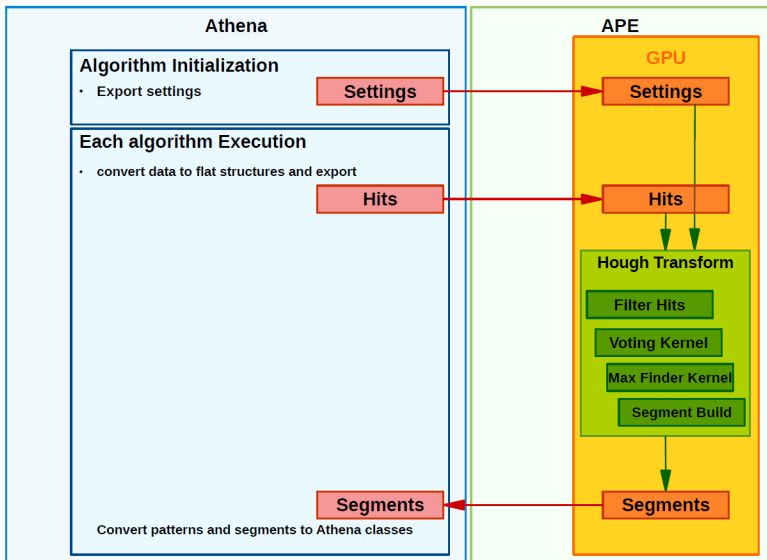 Athena
Algorithm Initialization
• Export settings
Settings
Each algorithm Execution
• convert data to flat structures and export
Hits
Segments
Convert patterns and segments to Athena classes
APE
GPU
Settings
Hits
Hough Transform
Filter Hits
Voting Kernel
Max Finder Kernel
Segment Build
Segments